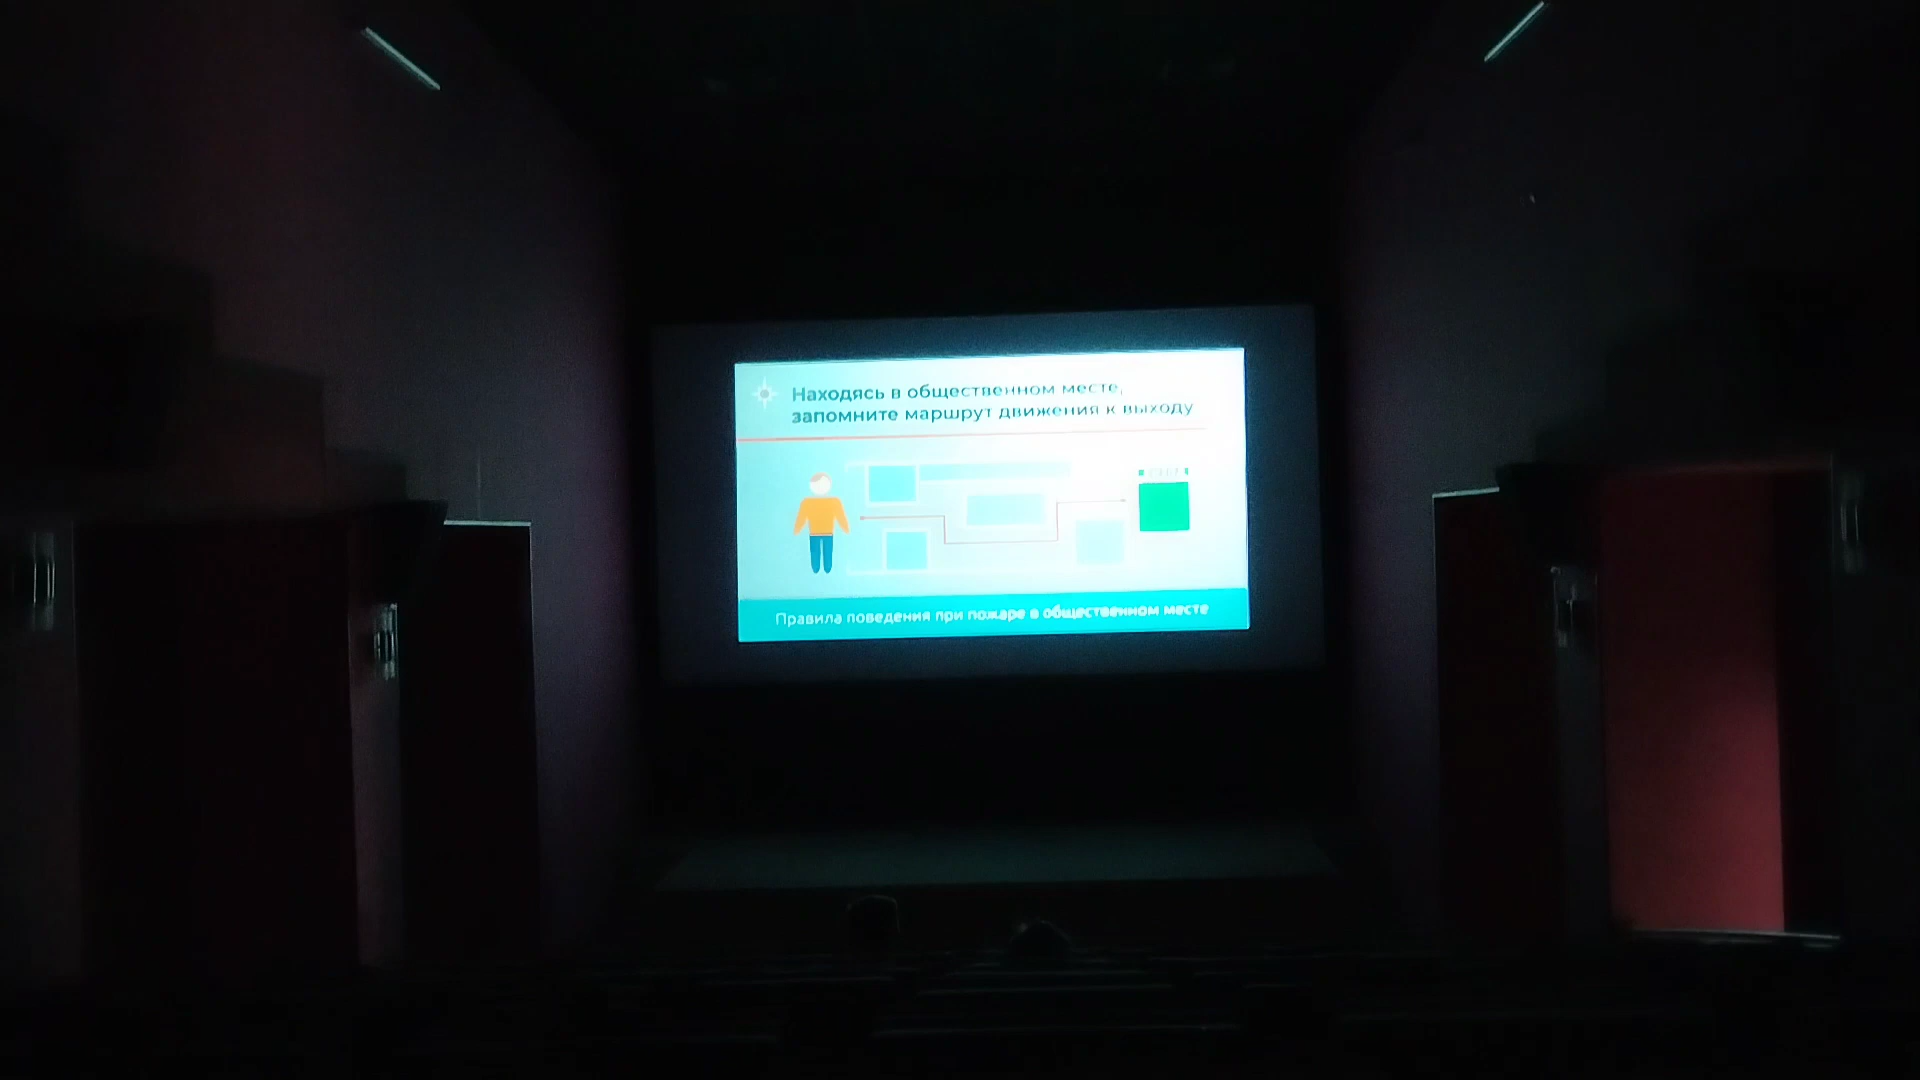 Находясь в общественном месте,
запомните маршрут движения к выходу
Правила поведения при пожаре в общественном месте